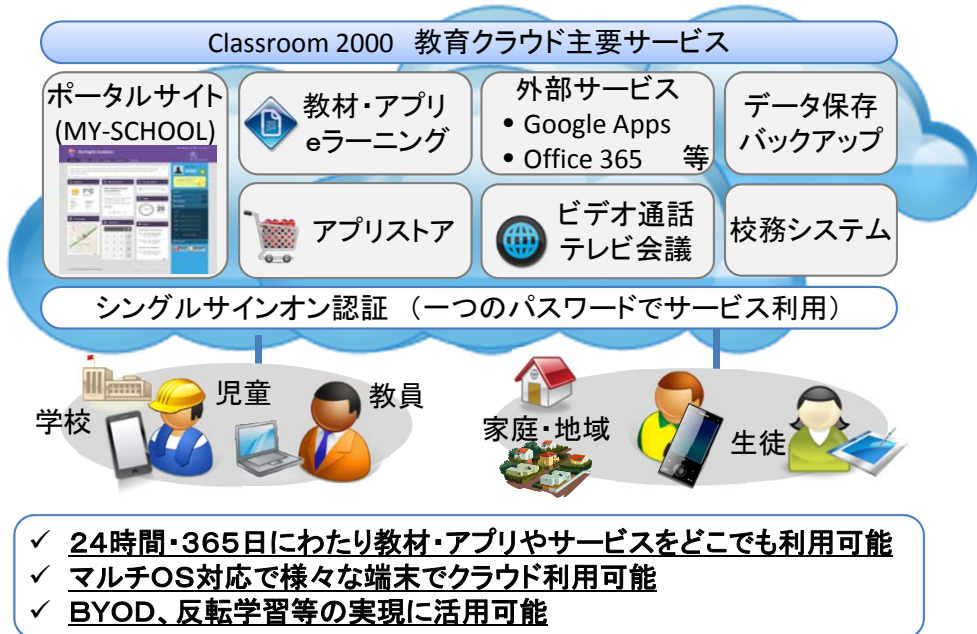 Classroom 2000 教育クラウド主要サービス
ポータルサイト
(MY-SCHOOL)
教材・アプリ
eラーニング
外部サービス
• Google Apps
• Office 365 等
データ保存
バックアップ
アプリストア
ビデオ通話
テレビ会議
校務システム
シングルサインオン認証 (一つのパスワードでサービス利用)
学校
児童
教員
家庭・地域
生徒
✓ 24時間・365日にわたり教材・アプリやサービスをどこでも利用可能
✓ マルチOS対応で様々な端末でクラウド利用可能
✓ BYOD、反転学習等の実現に活用可能